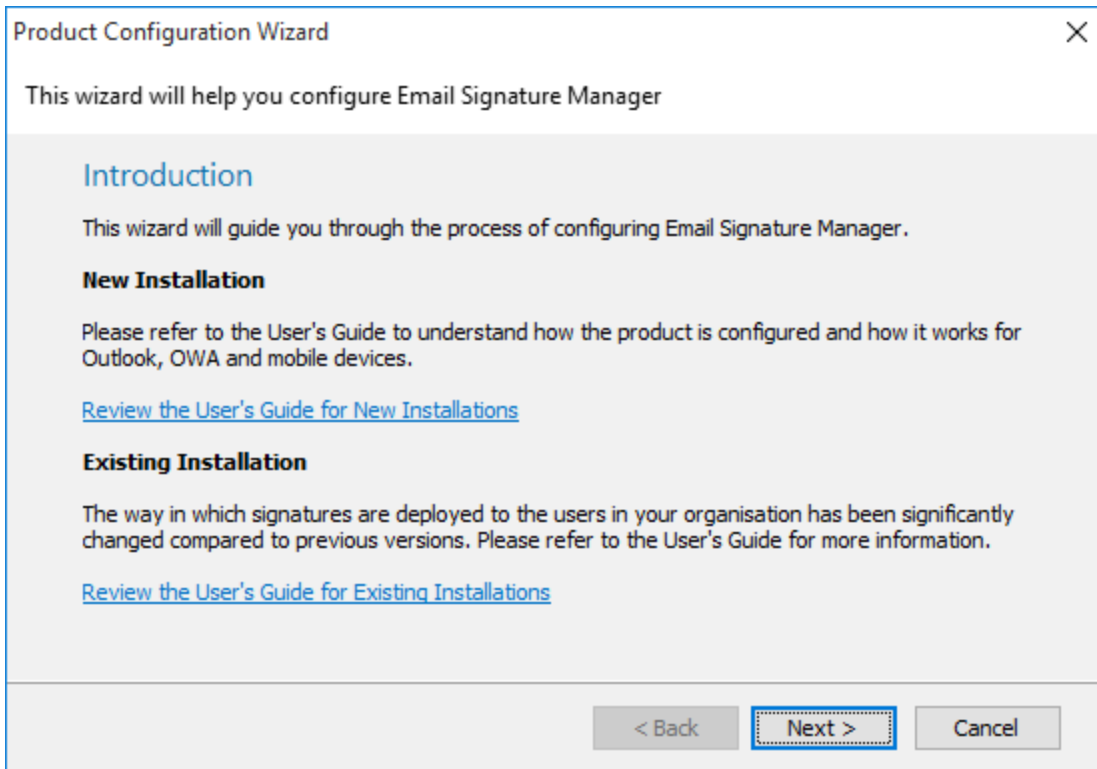 Product Configuration Wizard
This wizard will help you configure Email Signature Manager
Introduction
This wizard will guide you through the process of configuring Email Signature Manager.
New Installation
Please refer to the User's Guide to understand how the product is configured and how it works for
Outlook, OWA and mobile devices.
Review the User's Guide for New Installations
Existing Installation
The way in which signatures are deployed to the users in your organisation has been significantly
changed compared to previous versions. Please refer to the User's Guide for more information.
Review the User's Guide for Existing Installations
< Back
Next >
Cancel